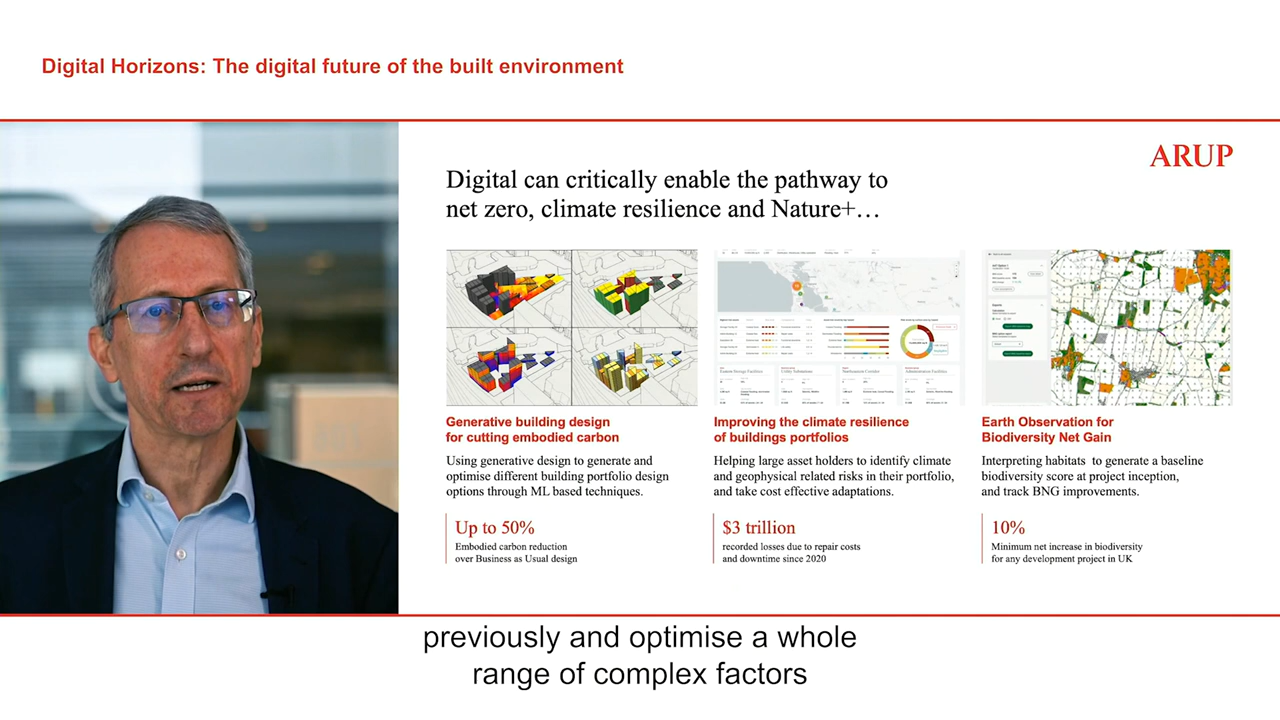 Digital Horizons: The digital future of the built environment
ARUP
Digital can critically enable the pathway to
net zero, climate resilience and Nature+…
Generative building design
for cutting embodied carbon
Using generative design to generate and
optimise different building portfolio design
options through ML based techniques.
Up to 50%
Embodied carbon reduction
over Business as Usual design
Improving the climate resilience
of buildings portfolios
Helping large asset holders to identify climate
and geophysical related risks in their portfolio,
and take cost effective adaptations.
$3 trillion
recorded losses due to repair costs
and downtime since 2020
Earth Observation for
Biodiversity Net Gain
Interpreting habitats to generate a baseline
biodiversity score at project inception,
and track BNG improvements.
10%
Minimum net increase in biodiversity
for any development project in UK
previously and optimise a whole
range of complex factors